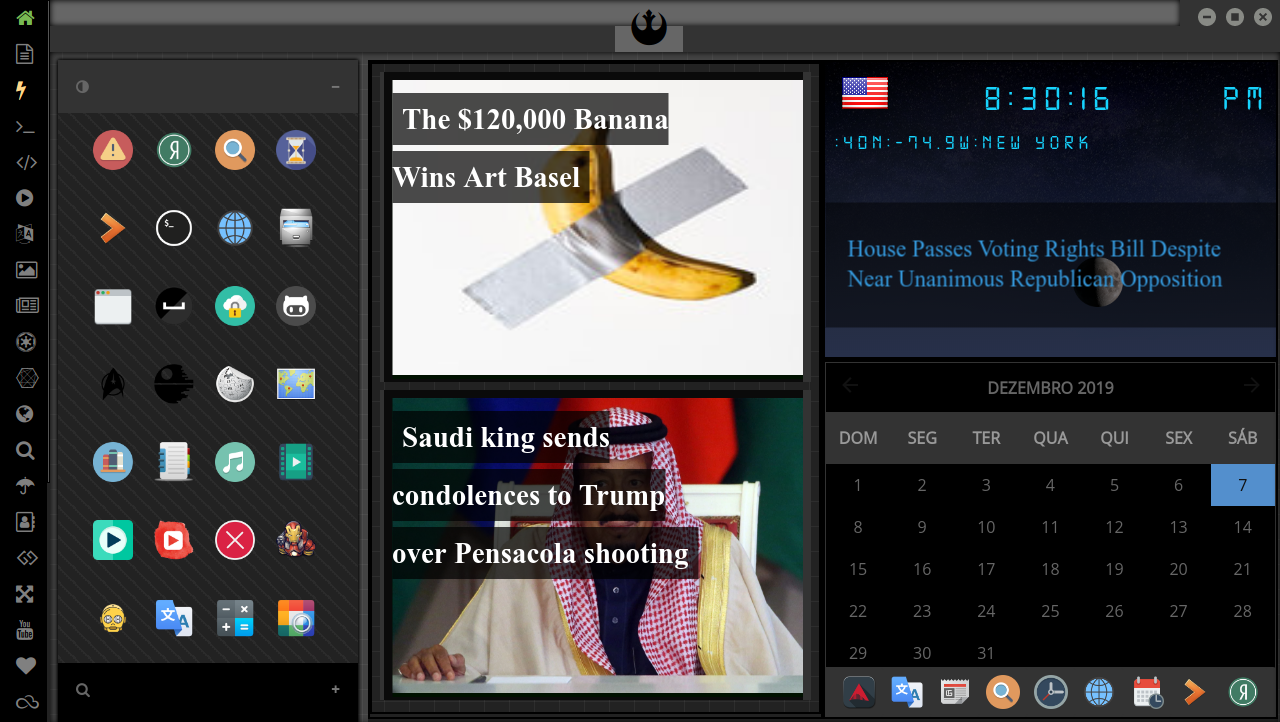 The $120,000 Banana
Wins Art Basel
Saudi king sends
condolences to Trump
over Pensacola shooting
8:30:16 PM
:40N:-74.9W:NEW YORK
House Passes Voting Rights Bill Despite
Near Unanimous Republican Opposition
DEZEMBRO 2019
DOM SEG TER QUA QUI SEX SÁB
1 2 3 4 5 6 7
8 9 10 11 12 13 14
15 16 17 18 19 20 21
22 23 24 25 26 27 28
29 30 31